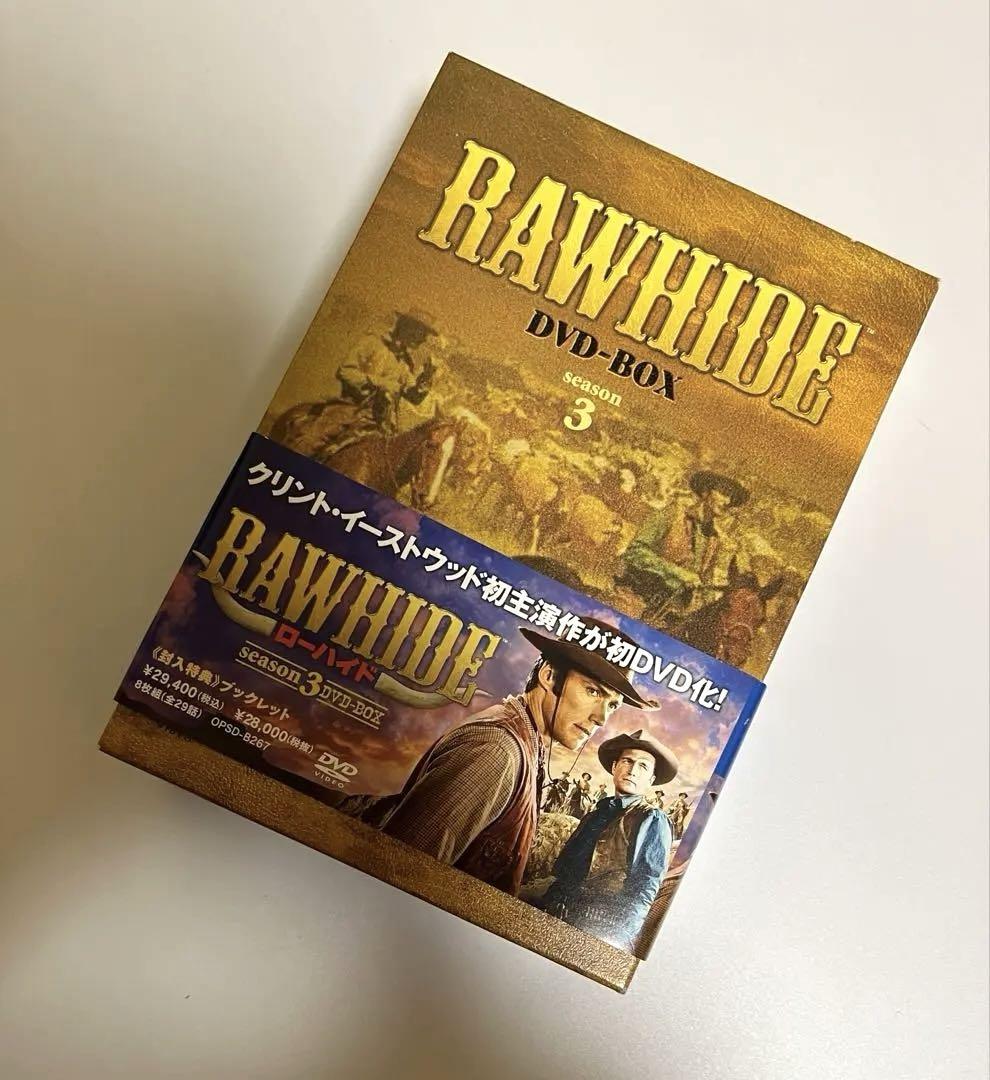 RAWHIDE™
DVD-BOX
season
3
クリント・イーストウッド初主演作が初DVD化!
RAWHIDE™
ローハイド
season 3 DVD-BOX
《封入特典》ブックレット
¥29,400(税込) ¥28,000(税抜)
8枚組(全29話) OPSD-B267
DVD
VIDEO